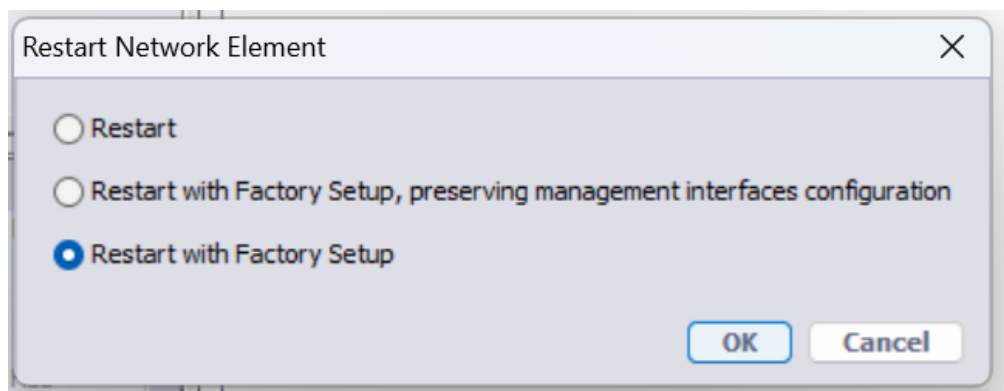 Restart Network Element
Restart
Restart with Factory Setup, preserving management interfaces configuration
Restart with Factory Setup
OK
Cancel